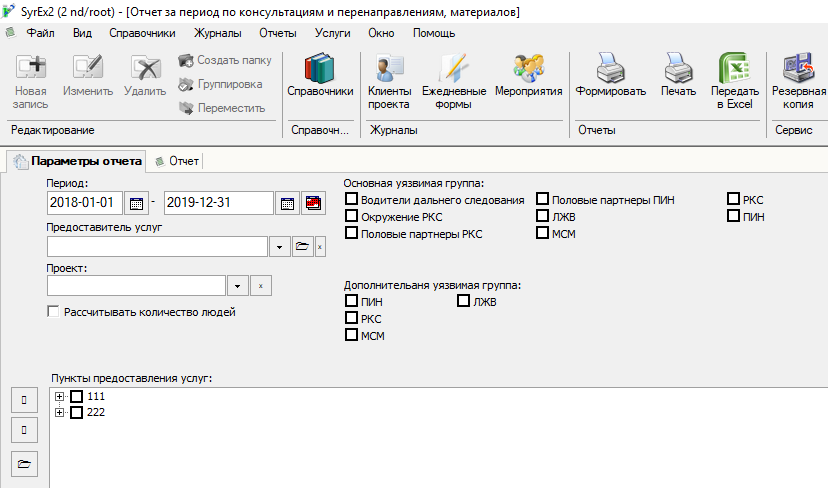 SyrEx2 (2 nd/root) - [Отчет за период по консультациям и перенаправлениям, материалов]
Файл Вид Справочники Журналы Отчеты Услуги Окно Помощь
Новая запись
Изменить
Удалить
Создать папку
Группировка
Переместить
Справочники
Клиенты проекта
Ежедневные формы
Мероприятия
Формировать
Печать
Передать в Excel
Резервная копия
Редактирование
Справочн...
Журналы
Отчеты
Сервис
Параметры отчета
Отчет
Период:
2018-01-01 - 2019-12-31
Предоставитель услуг
x
Проект:
x
Рассчитывать количество людей
Основная уязвимая группа:
Водители дальнего следования
Половые партнеры ПИН
РКС
Окружение РКС
ЛЖВ
ПИН
Половые партнеры РКС
МСМ
Дополнительаня уязвимая группа:
ПИН
ЛЖВ
РКС
МСМ
Пункты предоставления услуг:
111
222